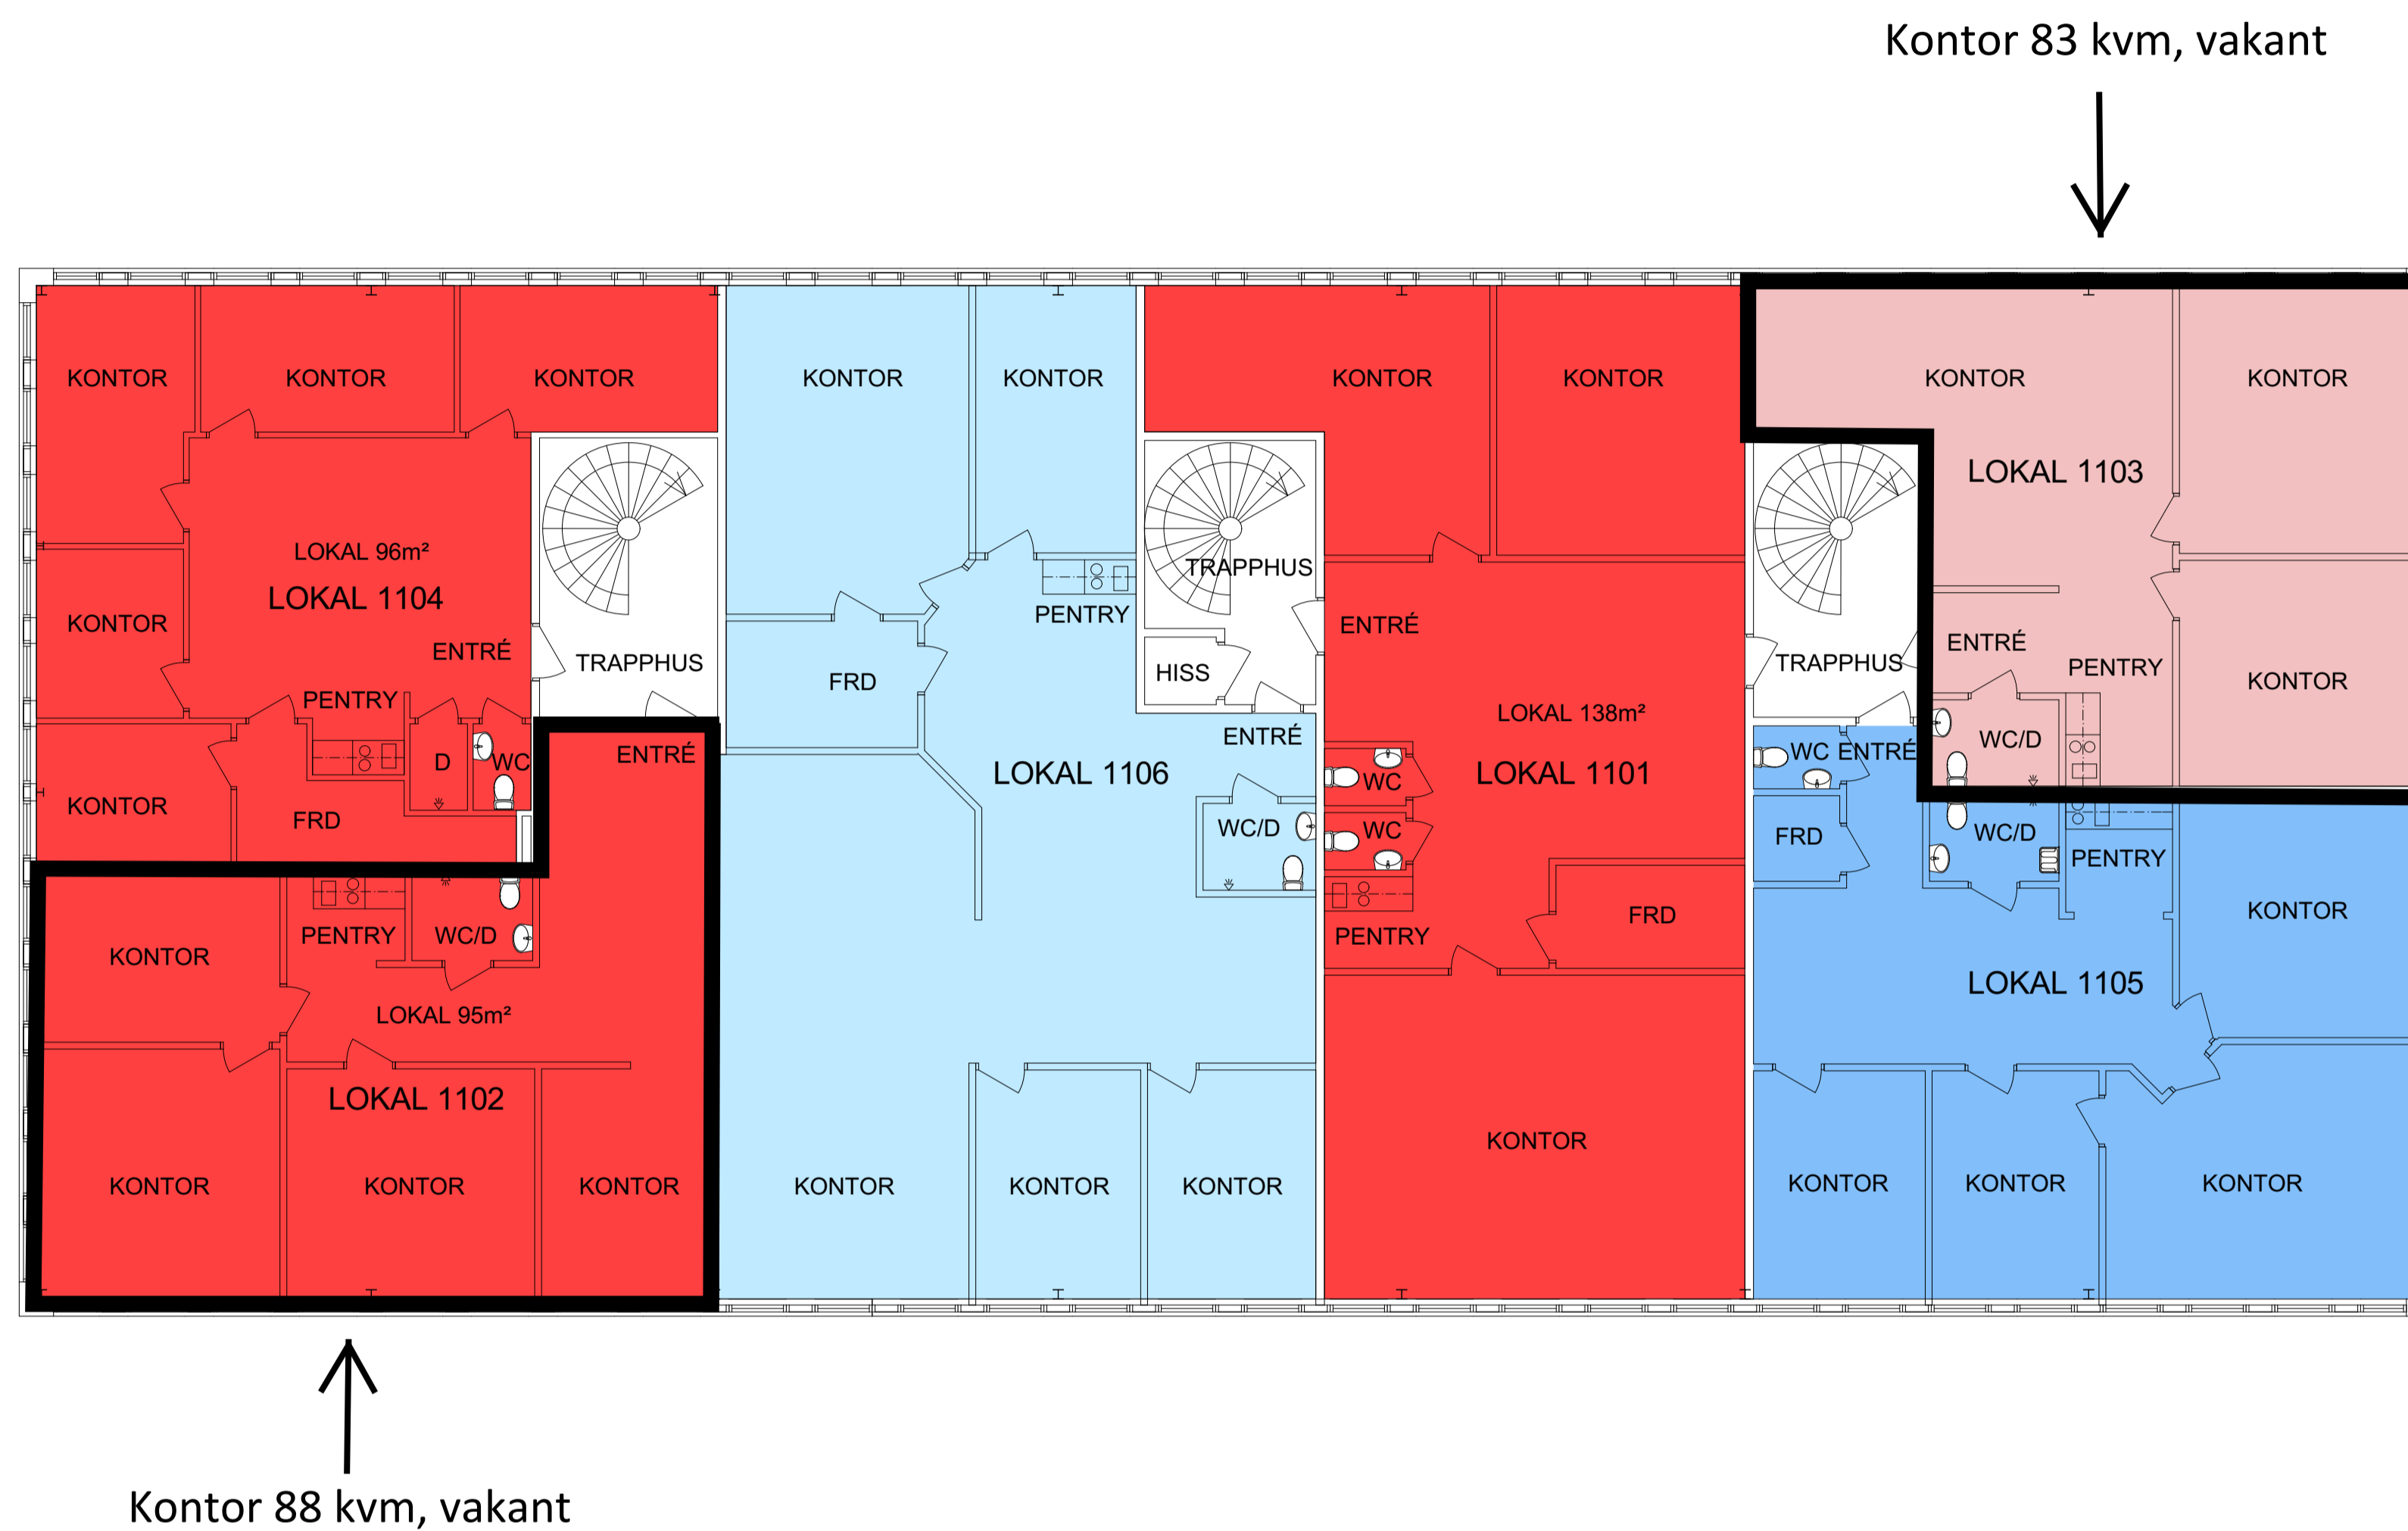 Kontor 83 kvm, vakant
KONTOR
KONTOR
KONTOR
KONTOR
KONTOR
KONTOR
KONTOR
KONTOR
KONTOR
LOKAL 1103
LOKAL 96m²
LOKAL 1104
KONTOR
ENTRÉ
PENTRY
TRAPPHUS
TRAPPHUS
PENTRY
HISS
FRD
ENTRÉ
TRAPPHUS
ENTRÉ
PENTRY
KONTOR
LOKAL 138m²
KONTOR
FRD
D
WC
ENTRÉ
LOKAL 1106
ENTRÉ
WC/D
WC
WC
LOKAL 1101
WC
ENTRÉ
WC/D
FRD
WC/D
PENTRY
KONTOR
PENTRY
WC/D
KONTOR
PENTRY
FRD
KONTOR
LOKAL 95m²
LOKAL 1102
LOKAL 1105
KONTOR
KONTOR
KONTOR
KONTOR
KONTOR
KONTOR
KONTOR
KONTOR
KONTOR
KONTOR
Kontor 88 kvm, vakant